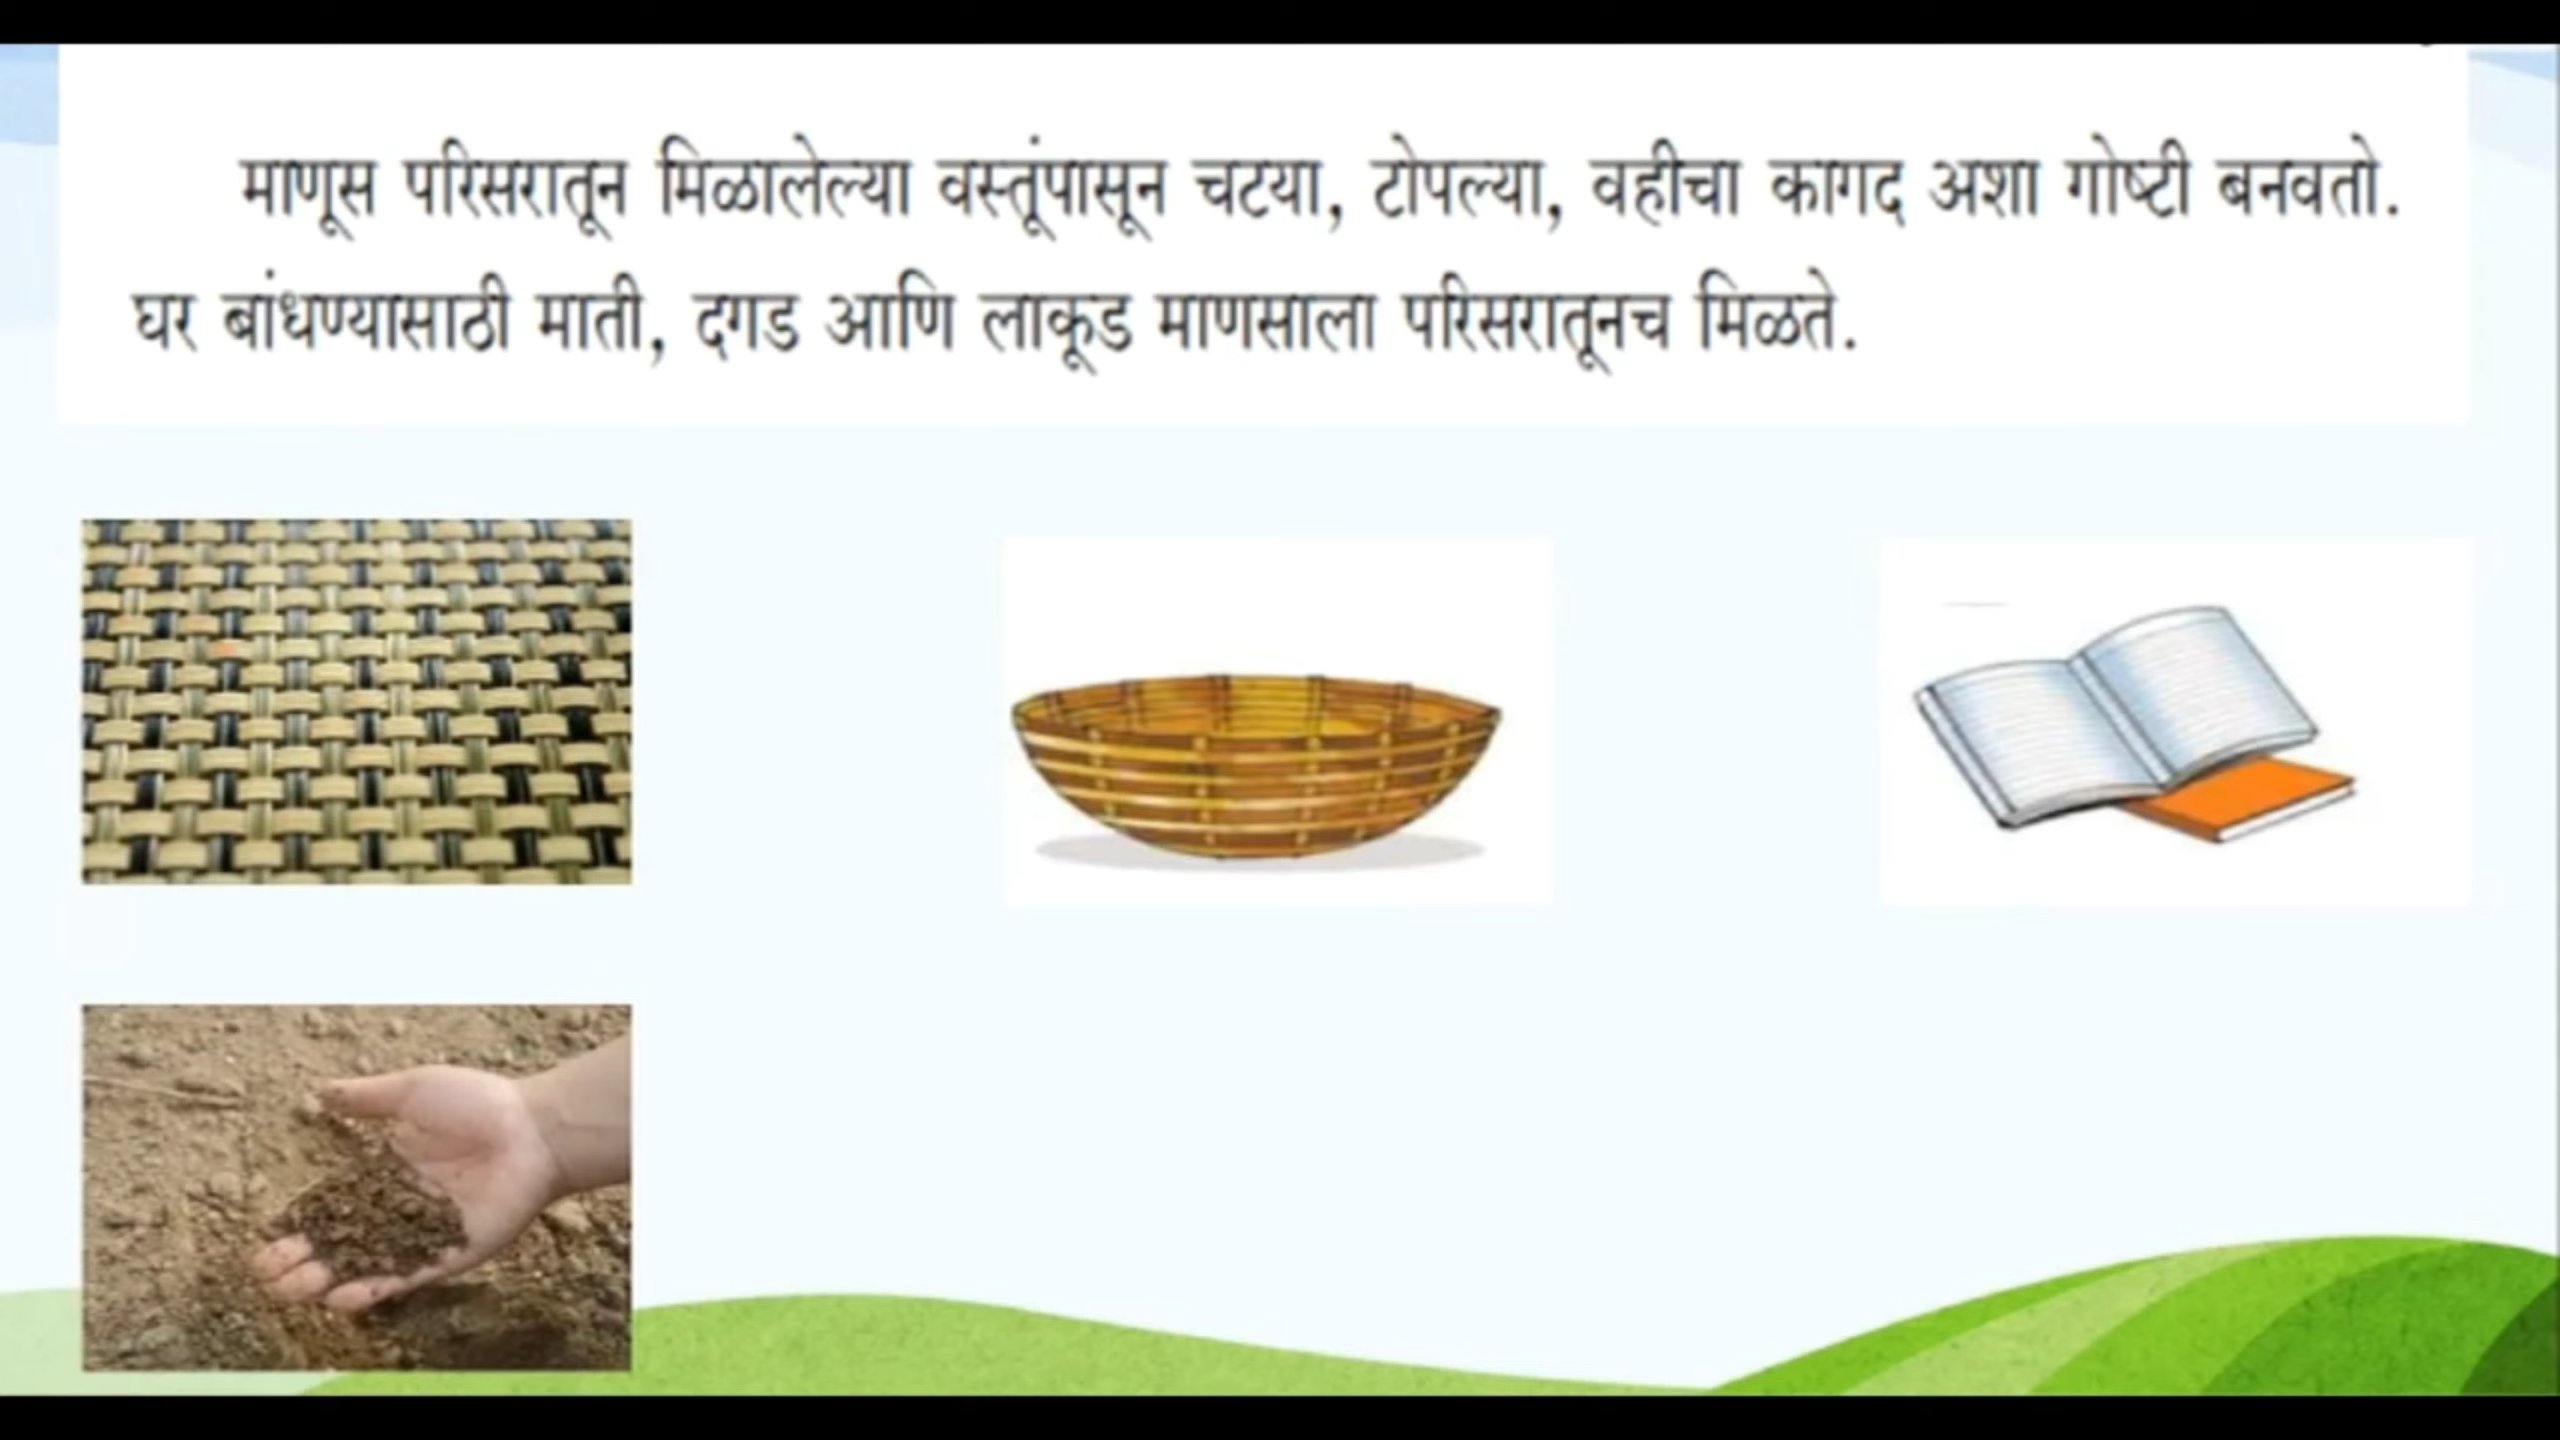 माणूस परिसरातून मिळालेल्या वस्तूंपासून चटया, टोपल्या, वहीचा कागद अशा गोष्टी बनवतो.
घर बांधण्यासाठी माती, दगड आणि लाकूड माणसाला परिसरातूनच मिळते.